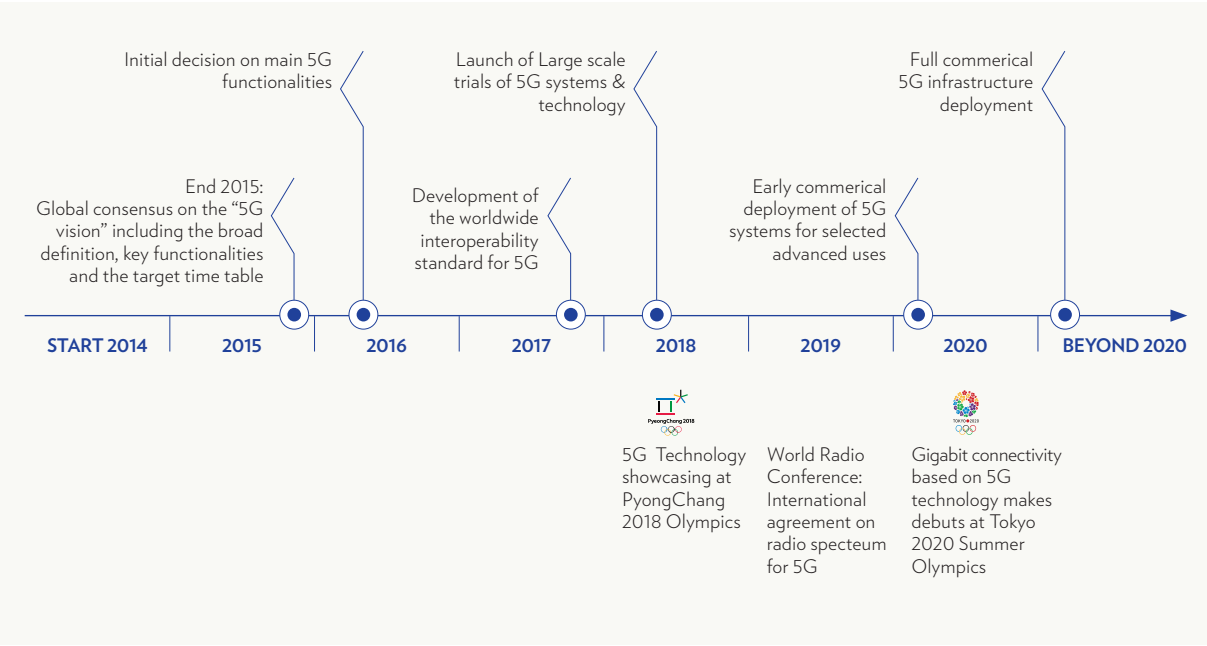 Initial decision on main 5G
functionalities
Launch of Large scale
trials of 5G systems &
technology
Full commerical
5G infrastructure
deployment
End 2015:
Global consensus on the “5G
vision” including the broad
definition, key functionalities
and the target time table
Development of
the worldwide
interoperability
standard for 5G
Early commerical
deployment of 5G
systems for selected
advanced uses
START 2014
2015
2016
2017
2018
2019
2020
BEYOND 2020
PyeongChang 2018
5G Technology
showcasing at
PyongChang
2018 Olympics
World Radio
Conference:
International
agreement on
radio specteum
for 5G
TOKYO 2020
Gigabit connectivity
based on 5G
technology makes
debuts at Tokyo
2020 Summer
Olympics